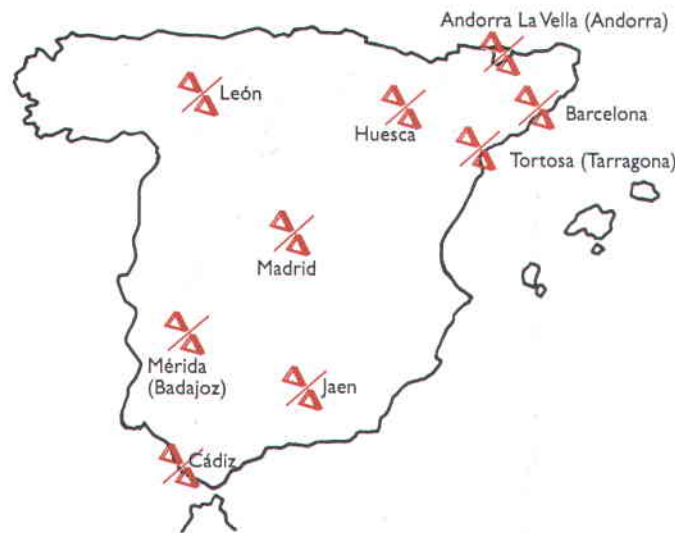 Andorra La Vella (Andorra)
León
Huesca
Barcelona
Tortosa (Tarragona)
Madrid
Mérida
(Badajoz)
Jaen
Cádiz